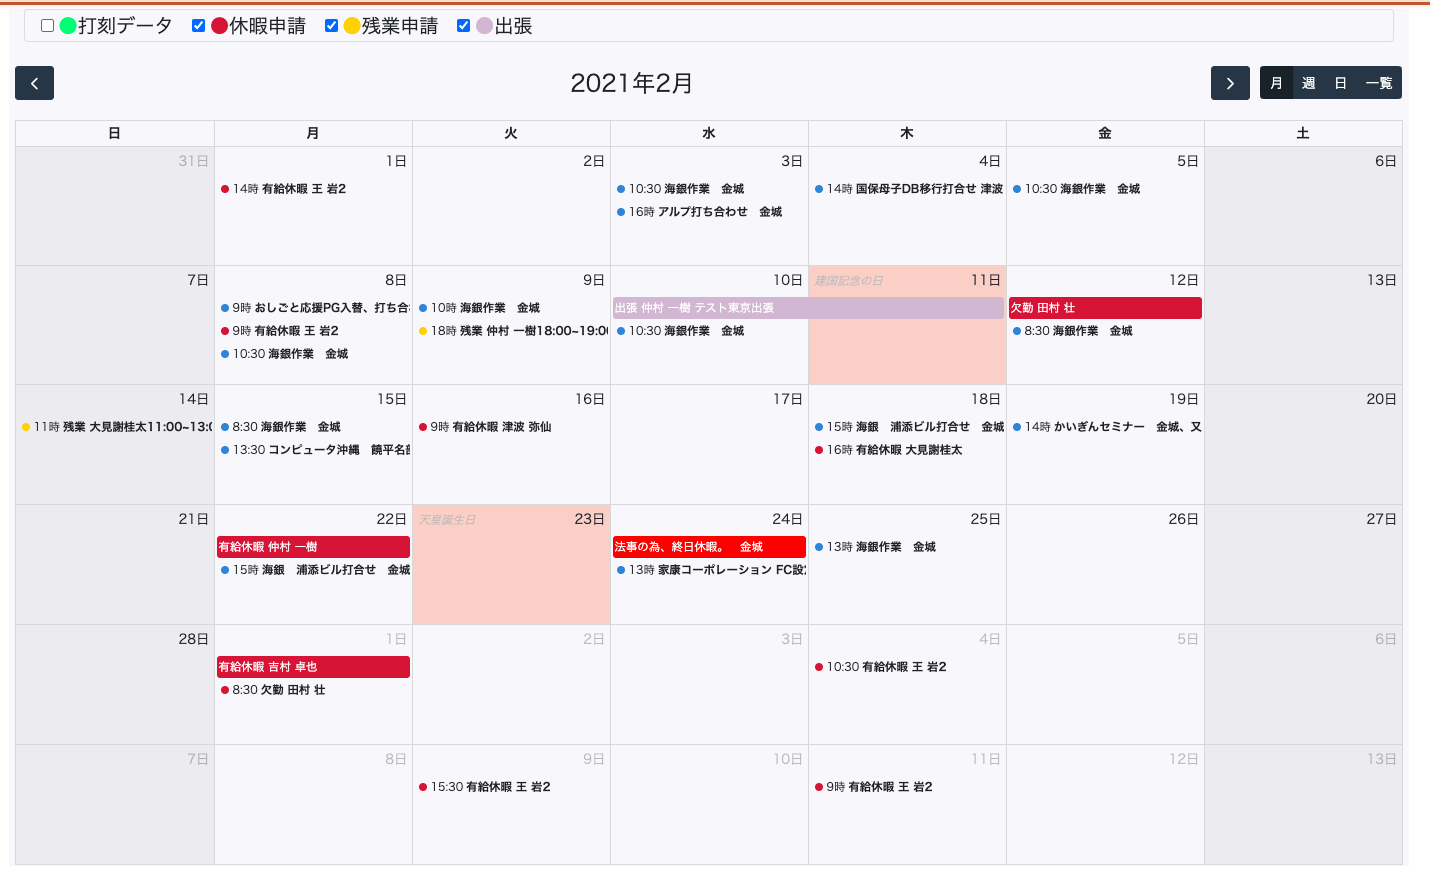 打刻データ 休暇申請 残業申請 出張
2021年2月
月 週 日 一覧
日 月 火 水 木 金 土
31日 1日 2日 3日 4日 5日 6日
14時 有給休暇 王 岩2
10:30 海銀作業　金城
16時 アルプ打ち合わせ　金城
14時 国保母子DB移行打合せ 津波
10:30 海銀作業　金城
7日 8日 9日 10日 建国記念の日 11日 12日 13日
9時 おしごと応援PG入替、打ち合
9時 有給休暇 王 岩2
10:30 海銀作業　金城
10時 海銀作業　金城
18時 残業 仲村 一樹18:00~19:00
出張 仲村 一樹 テスト東京出張
10:30 海銀作業　金城
欠勤 田村 壮
8:30 海銀作業　金城
14日 15日 16日 17日 18日 19日 20日
11時 残業 大見謝桂太11:00~13:0
8:30 海銀作業　金城
13:30 コンピュータ沖縄　饒平名
9時 有給休暇 津波 弥仙
15時 海銀　浦添ビル打合せ　金城
16時 有給休暇 大見謝桂太
14時 かいぎんセミナー　金城、又
21日 22日 天皇誕生日 23日 24日 25日 26日 27日
有給休暇 仲村 一樹
15時 海銀　浦添ビル打合せ　金城
法事の為、終日休暇。　金城
13時 家康コーポレーション FC設
13時 海銀作業　金城
28日 1日 2日 3日 4日 5日 6日
有給休暇 吉村 卓也
8:30 欠勤 田村 壮
10:30 有給休暇 王 岩2
7日 8日 9日 10日 11日 12日 13日
15:30 有給休暇 王 岩2
9時 有給休暇 王 岩2